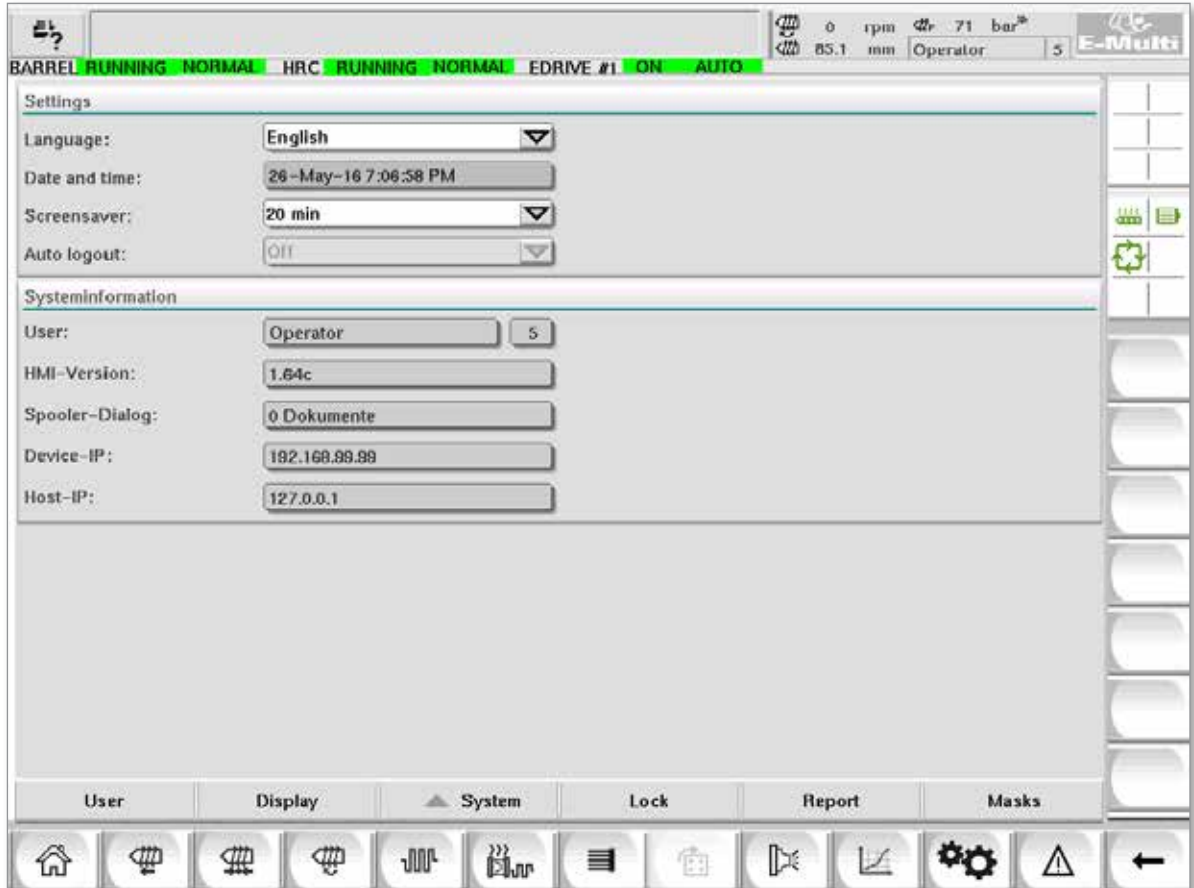 0 rpm 71 bar
85.1 mm Operator 5
E-Multi
BARREL RUNNING NORMAL HRC RUNNING NORMAL EDRIVE #1 ON AUTO
Settings
Language: English
Date and time: 26-May-16 7:06:58 PM
Screensaver: 20 min
Auto logout: Off
Systeminformation
User: Operator 5
HMI-Version: 1.64c
Spooler-Dialog: 0 Dokumente
Device-IP: 192.168.99.99
Host-IP: 127.0.0.1
User Display System Lock Report Masks